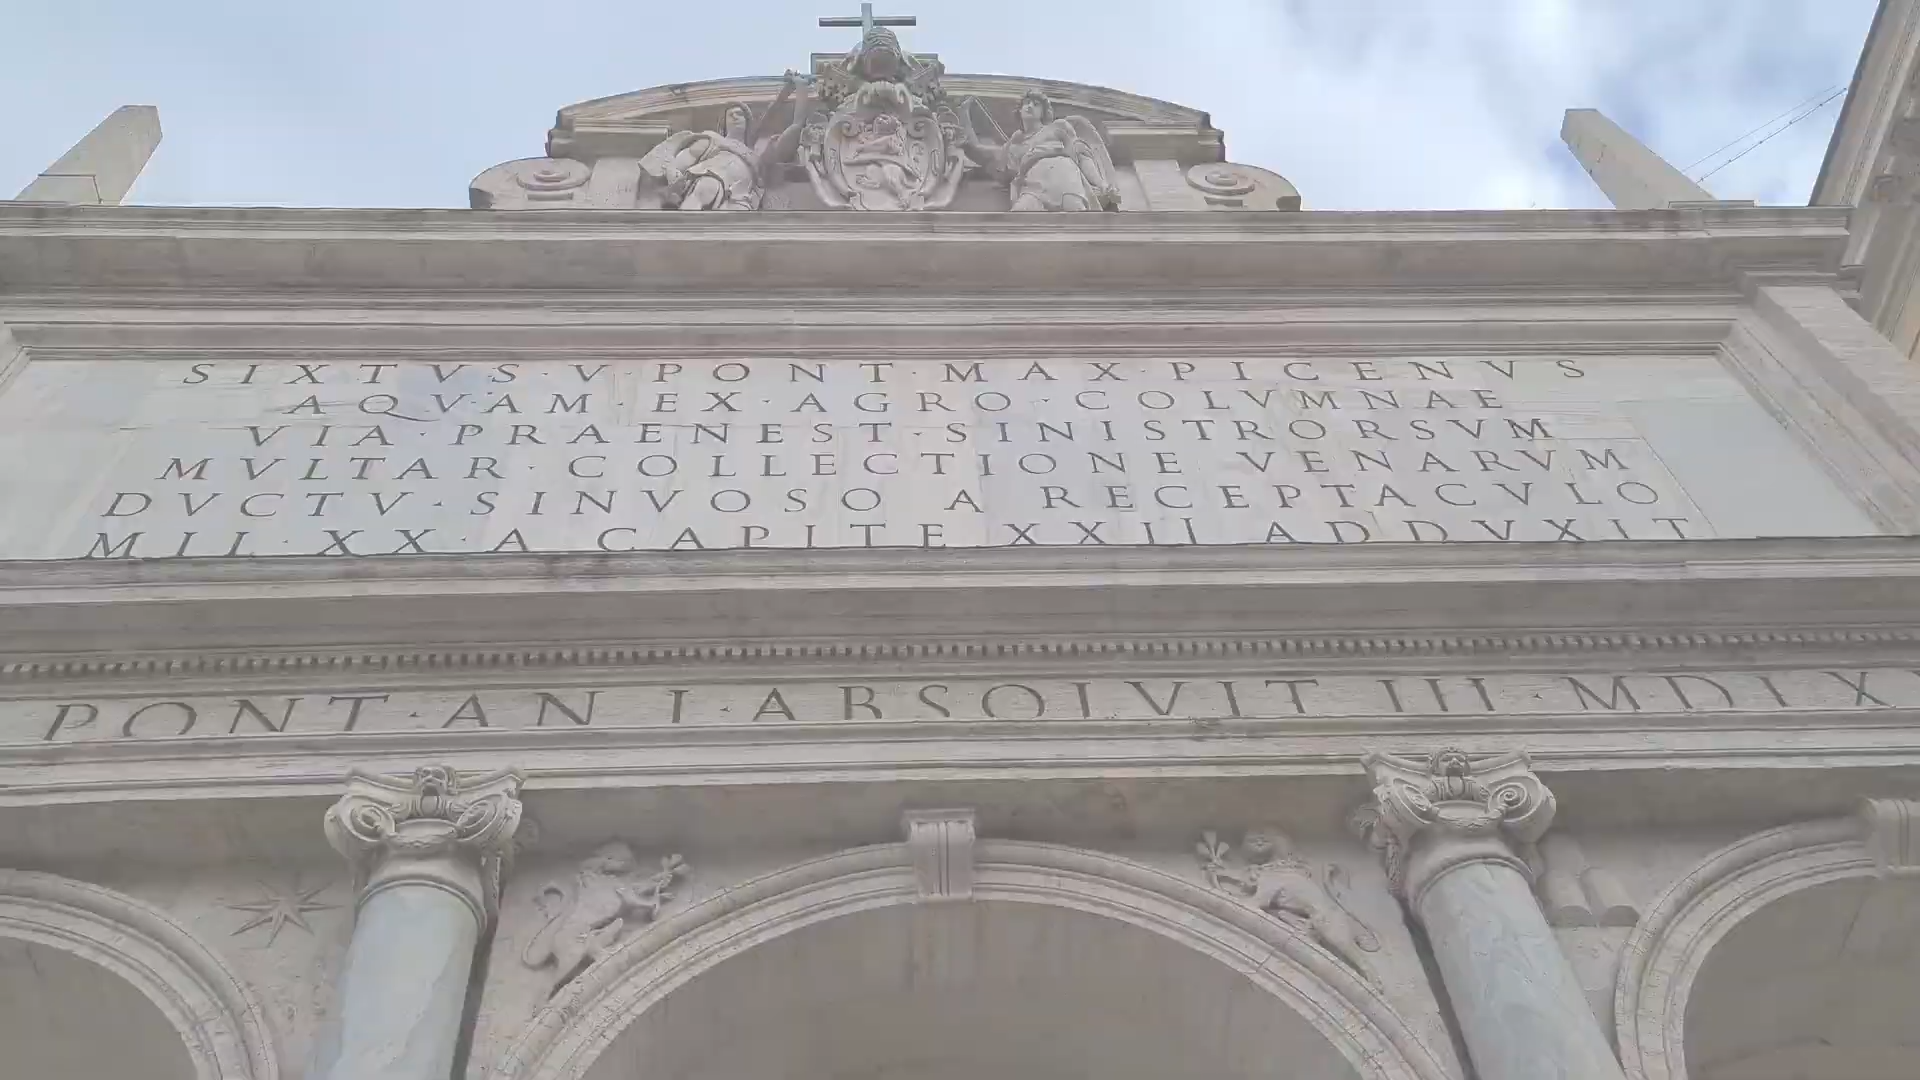 SIXTVS · V · PONT · MAX · PICENVS
AQVAM · EX · AGRO · COLVMNAE
VIA · PRAENEST · SINISTRORSVM
MVLTAR · COLLECTIONE VENARVM
DVCTV · SINVOSO A RECEPTACVLO
MIL · XX · A CAPITE XXII ADDVXIT
PONT · AN I · ABSOLVIT III · MDLXX